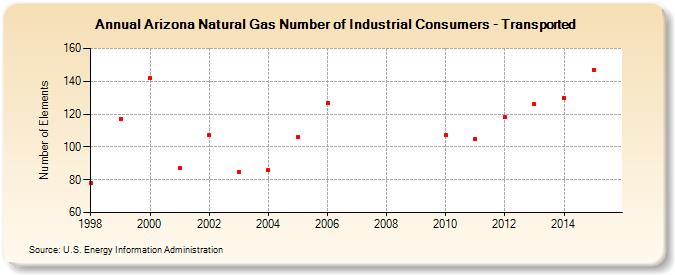 Annual Arizona Natural Gas Number of Industrial Consumers - Transported
Number of Elements
160
140
120
100
80
60
1998 2000 2002 2004 2006 2008 2010 2012 2014
Source: U.S. Energy Information Administration